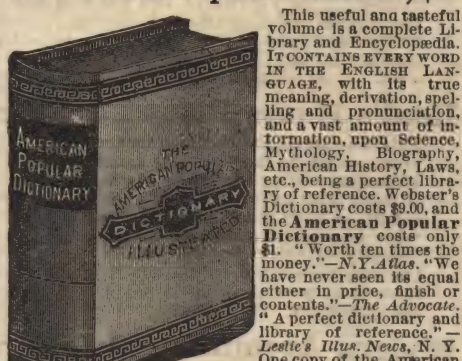 AMERICAN
POPULAR
DICTIONARY
THE
AMERICAN POPULAR
DICTIONARY
ILLUSTRATED
This useful and tasteful
volume is a complete Li-
brary and Encyclopædia.
IT CONTAINS EVERY WORD
IN THE ENGLISH LAN-
GUAGE, with its true
meaning, derivation, spel-
ling and pronunciation,
and a vast amount of in-
formation, upon Science,
Mythology, Biography,
American History, Laws,
etc., being a perfect libra-
ry of reference. Webster's
Dictionary costs $9.00, and
the American Popular
Dictionary costs only
$1. "Worth ten times the
money."—N.Y. Atlas. "We
have never seen its equal
either in price, finish or
contents."—The Advocate.
"A perfect dictionary and
library of reference."—
Leslie's Illus. News, N. Y.
One copy of the American